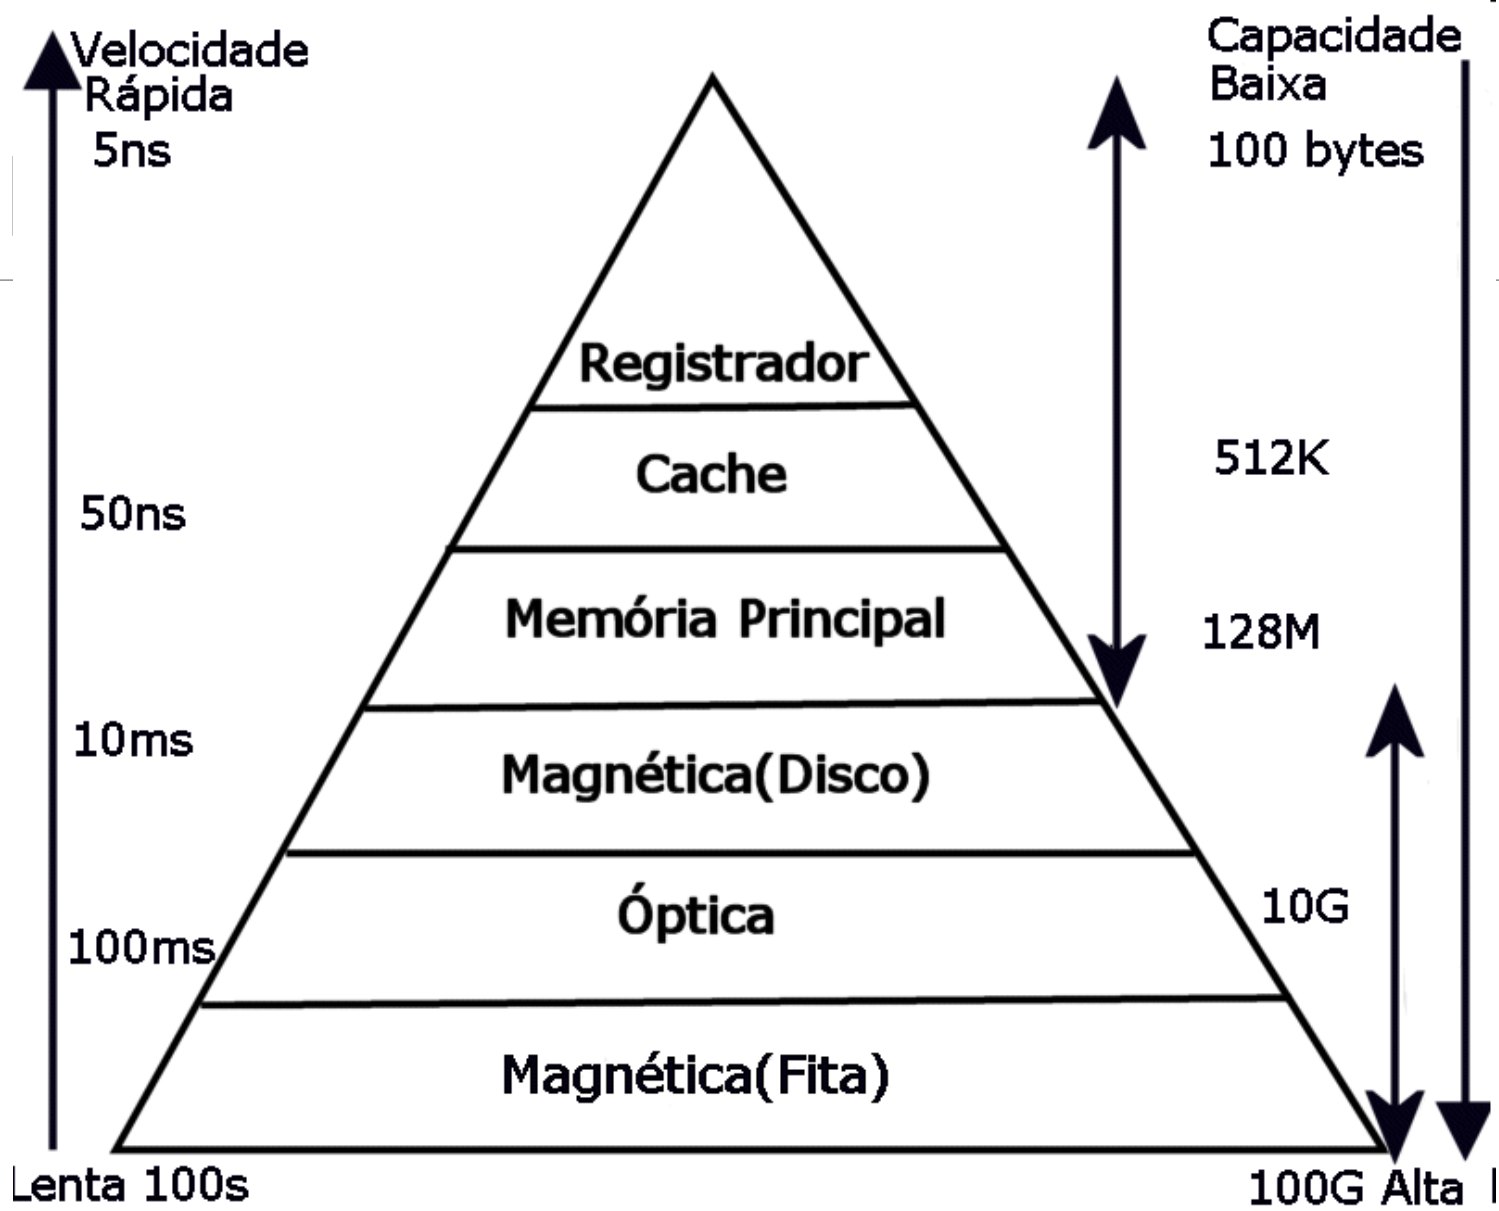 Velocidade
Rápida
5ns
Capacidade
Baixa
100 bytes
Registrador
Cache
512K
50ns
Memória Principal
128M
10ms
Magnética(Disco)
Óptica
10G
100ms
Magnética(Fita)
Lenta 100s
100G Alta